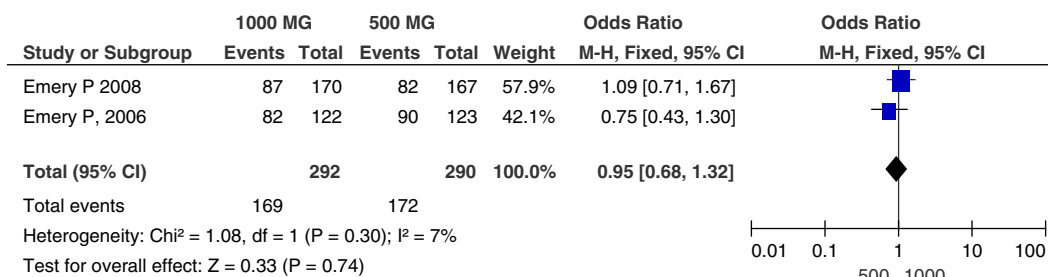 1000 MG 500 MG Odds Ratio Odds Ratio
Study or Subgroup Events Total Events Total Weight M-H, Fixed, 95% CI M-H, Fixed, 95% CI
Emery P 2008 87 170 82 167 57.9% 1.09 [0.71, 1.67]
Emery P, 2006 82 122 90 123 42.1% 0.75 [0.43, 1.30]
Total (95% CI) 292 290 100.0% 0.95 [0.68, 1.32]
Total events 169 172
Heterogeneity: Chi² = 1.08, df = 1 (P = 0.30); I² = 7%
Test for overall effect: Z = 0.33 (P = 0.74)
0.01 0.1 1 10 100
500 1000